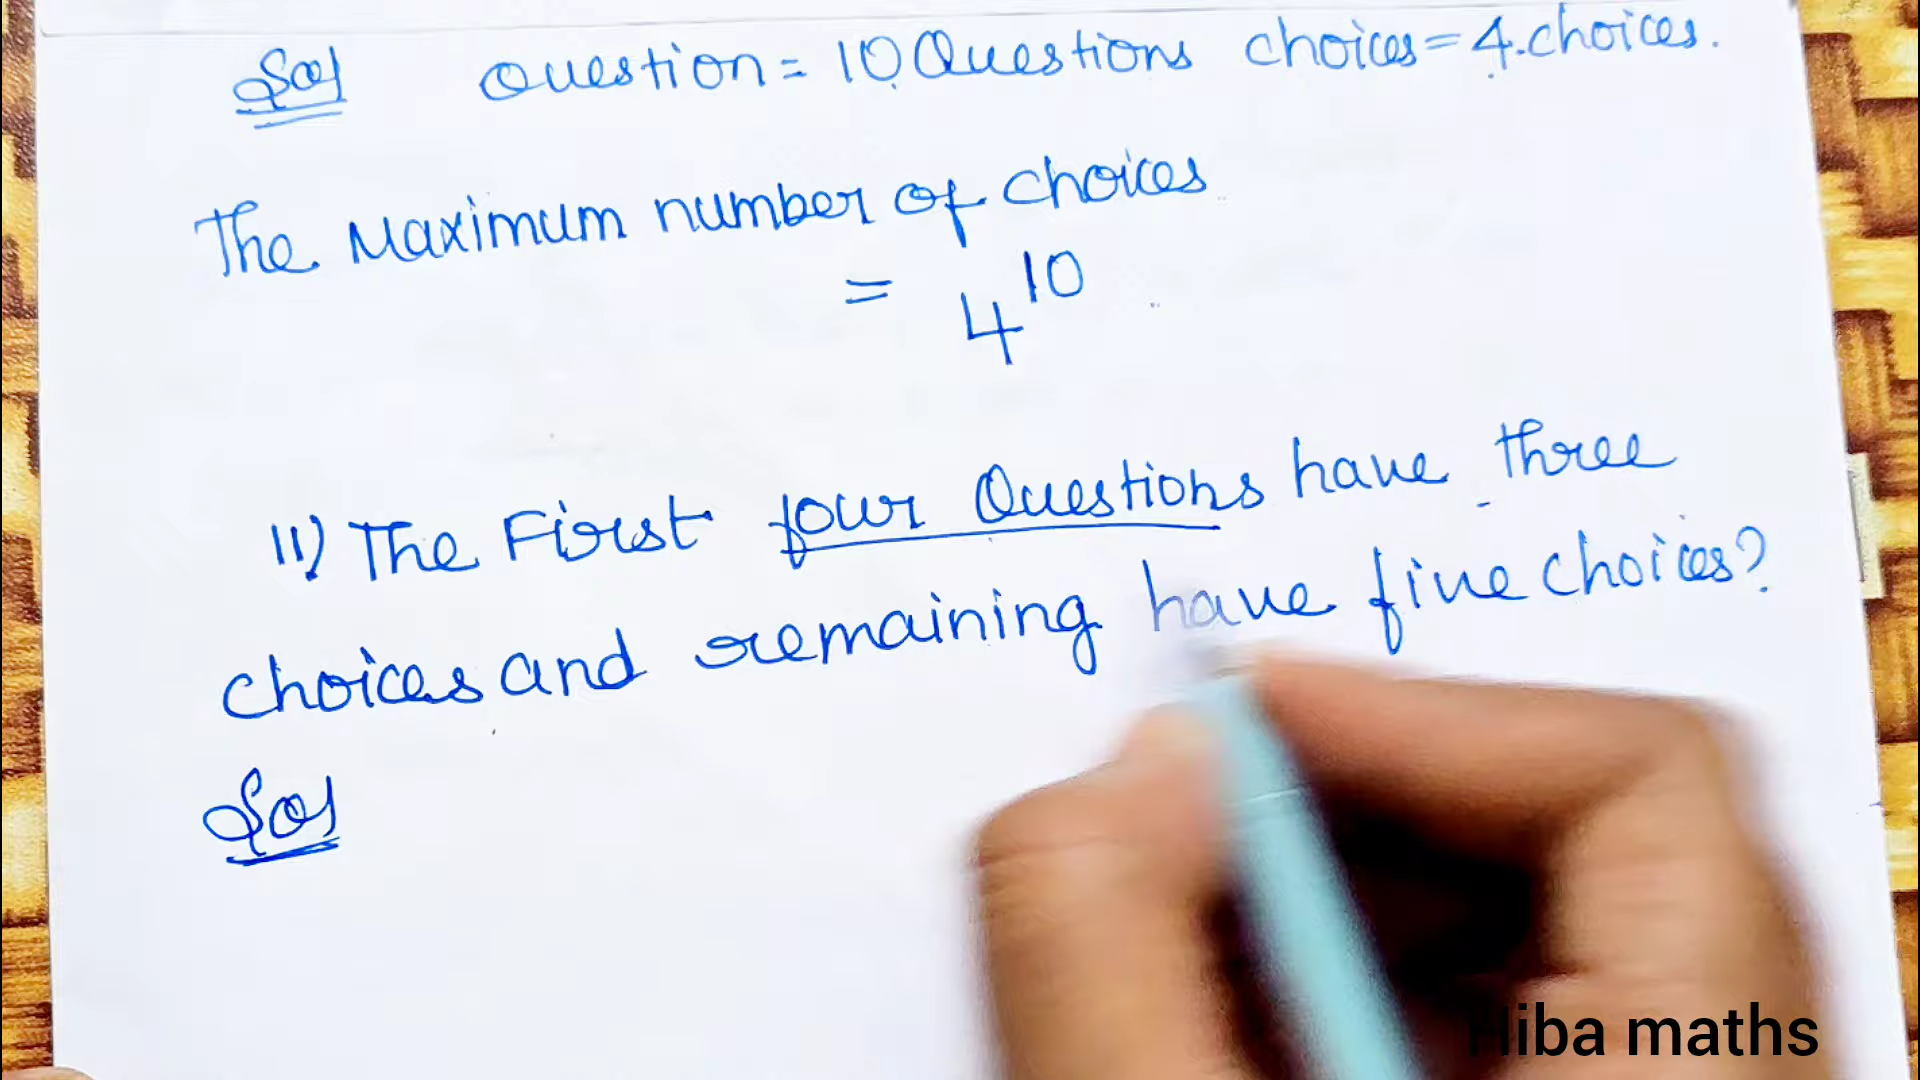 Sol question = 10 Questions choices = 4.choices.
The Maximum number of choices
= 4^10
II) The First four Questions have three
choices and remaining have five choices?
Sol
Hiba maths